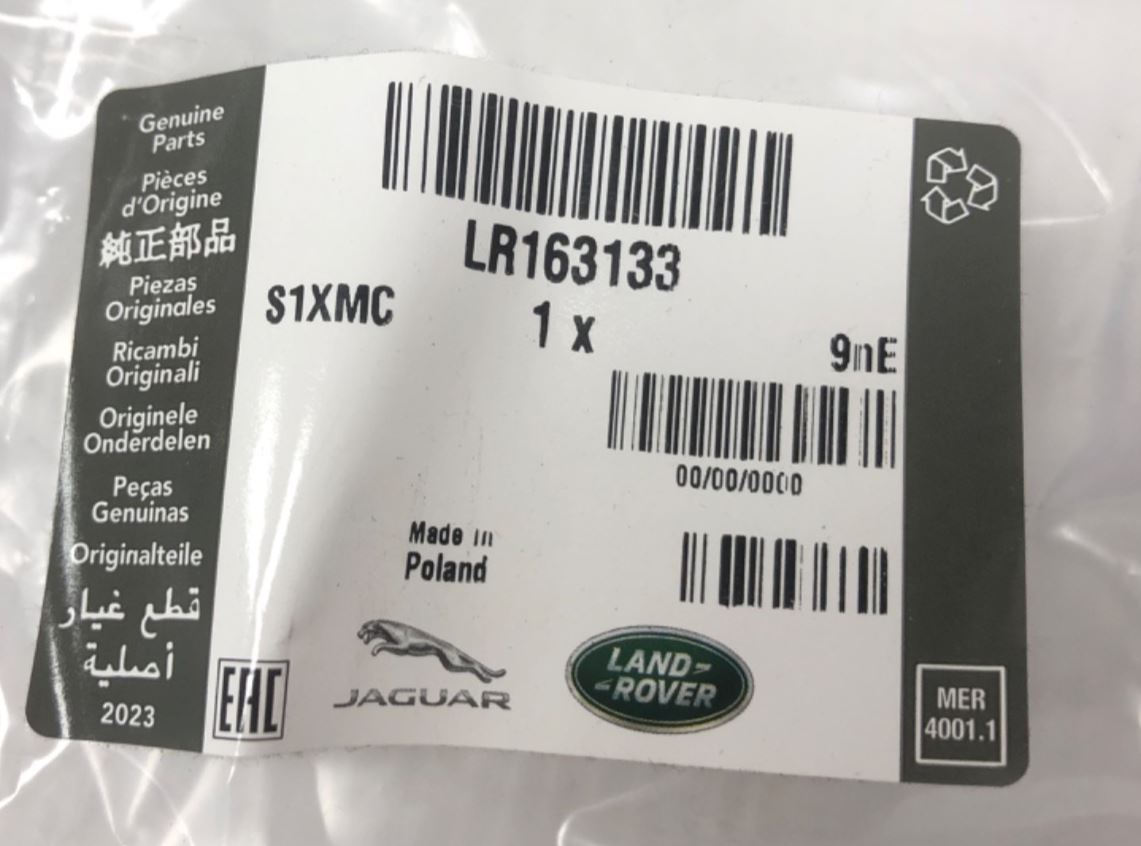 Genuine
Parts
Pièces
d'Origine
純正部品
Piezas
Originales
Ricambi
Originali
Originele
Onderdelen
Peças
Genuinas
Originalteile
قطع غيار
أصلية
2023
LR163133
S1XMC
1 x
9nE
00/00/0000
Made in
Poland
EAC
JAGUAR
LAND-
-ROVER
MER
4001.1